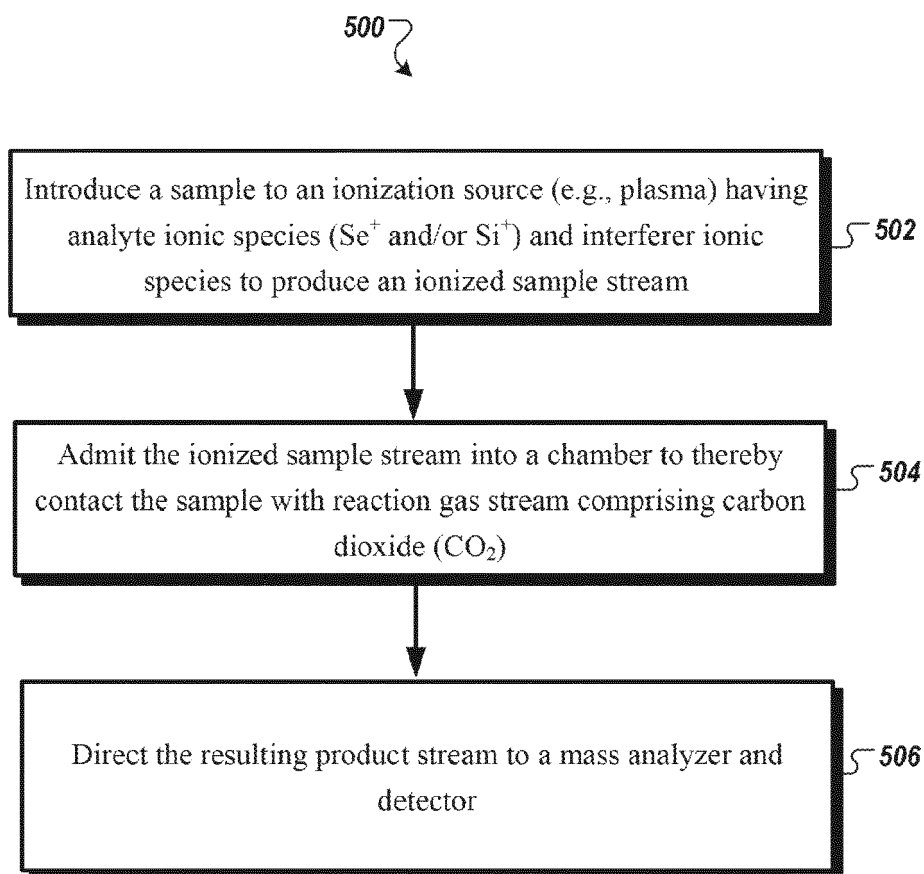 500
Introduce a sample to an ionization source (e.g., plasma) having
analyte ionic species (Se⁺ and/or Si⁺) and interferer ionic
species to produce an ionized sample stream
502
Admit the ionized sample stream into a chamber to thereby
contact the sample with reaction gas stream comprising carbon
dioxide (CO₂)
504
Direct the resulting product stream to a mass analyzer and
detector
506